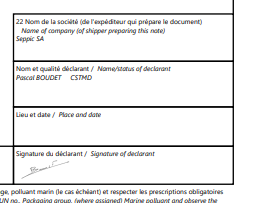 22 Nom de la société (de l'expéditeur qui prépare le document)
Name of company (of shipper preparing this note)
Seppic SA
Nom et qualité déclarant / Name/status of declarant
Pascal BOUDET CSTMD
Lieu et date / Place and date
Signature du déclarant / Signature of declarant
ge, polluant marin (le cas échéant) et respecter les prescriptions obligatoires
UN no., Packaging group, (where assigned) Marine polluant and observe the